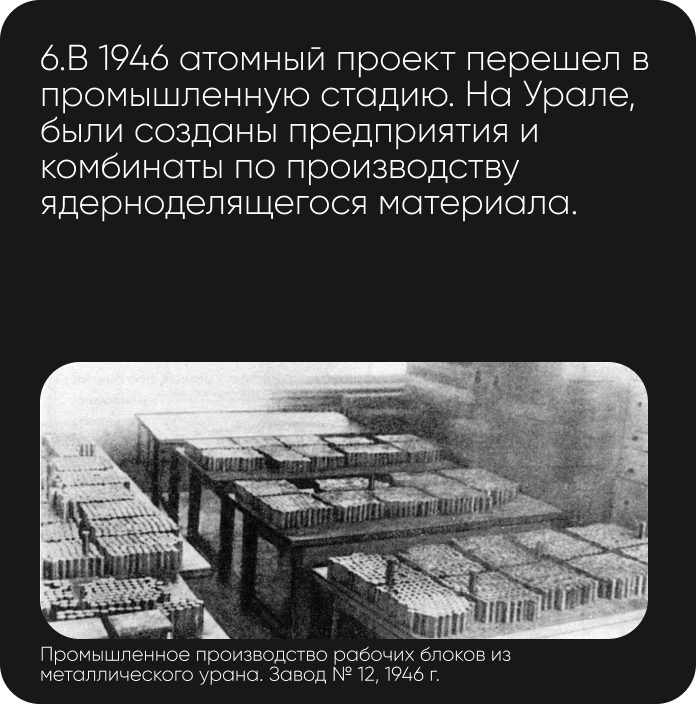 6.В 1946 атомный проект перешел в
промышленную стадию. На Урале,
были созданы предприятия и
комбинаты по производству
ядерноделящегося материала.
Промышленное производство рабочих блоков из
металлического урана. Завод № 12, 1946 г.